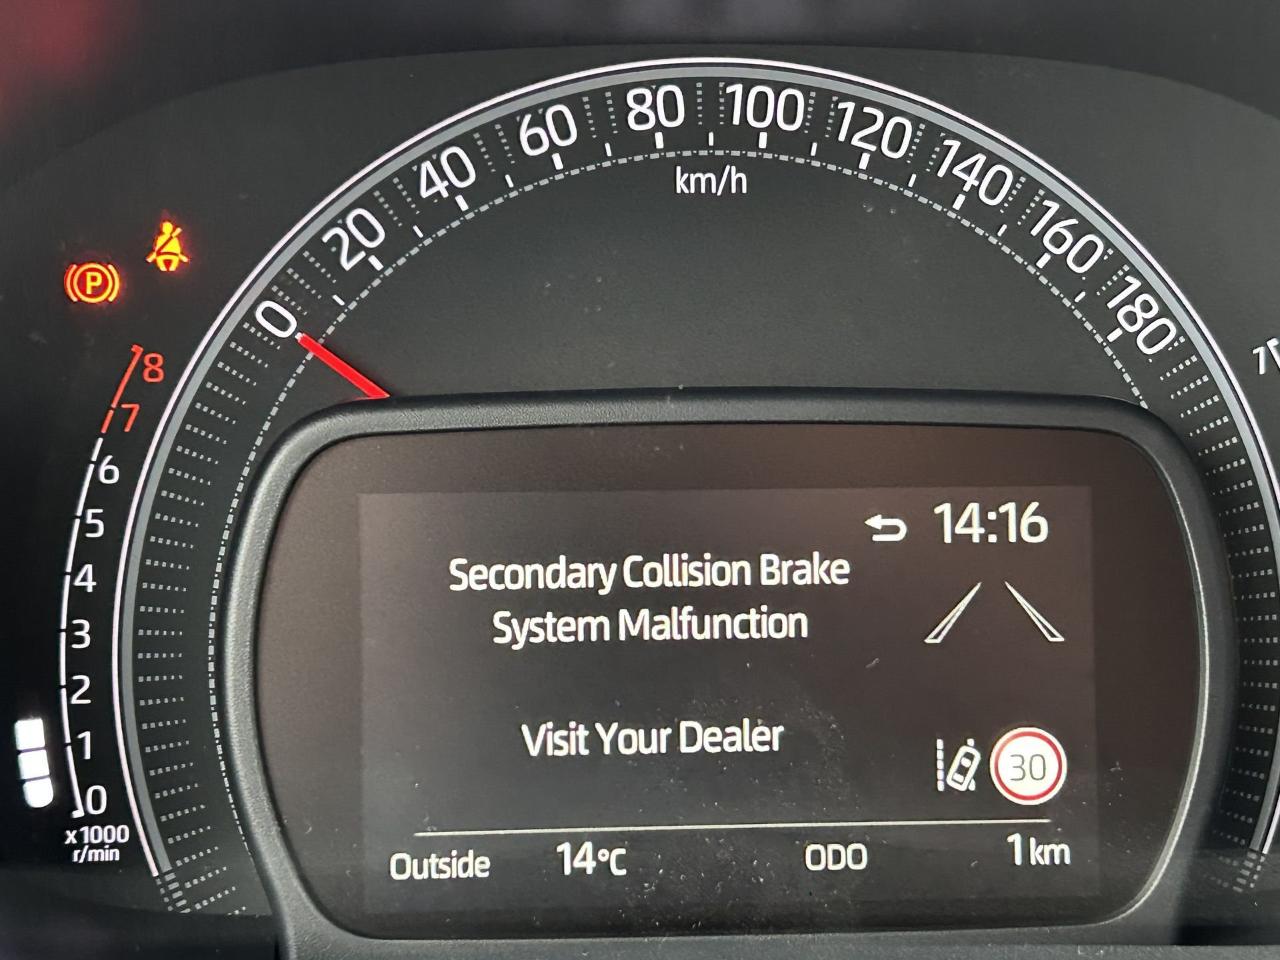 0
20
40
60
80
100
120
140
160
180
km/h
P
8
7
6
5
4
3
2
1
0
x1000
r/min
14:16
Secondary Collision Brake
System Malfunction
Visit Your Dealer
30
Outside 14°C ODO 1 km